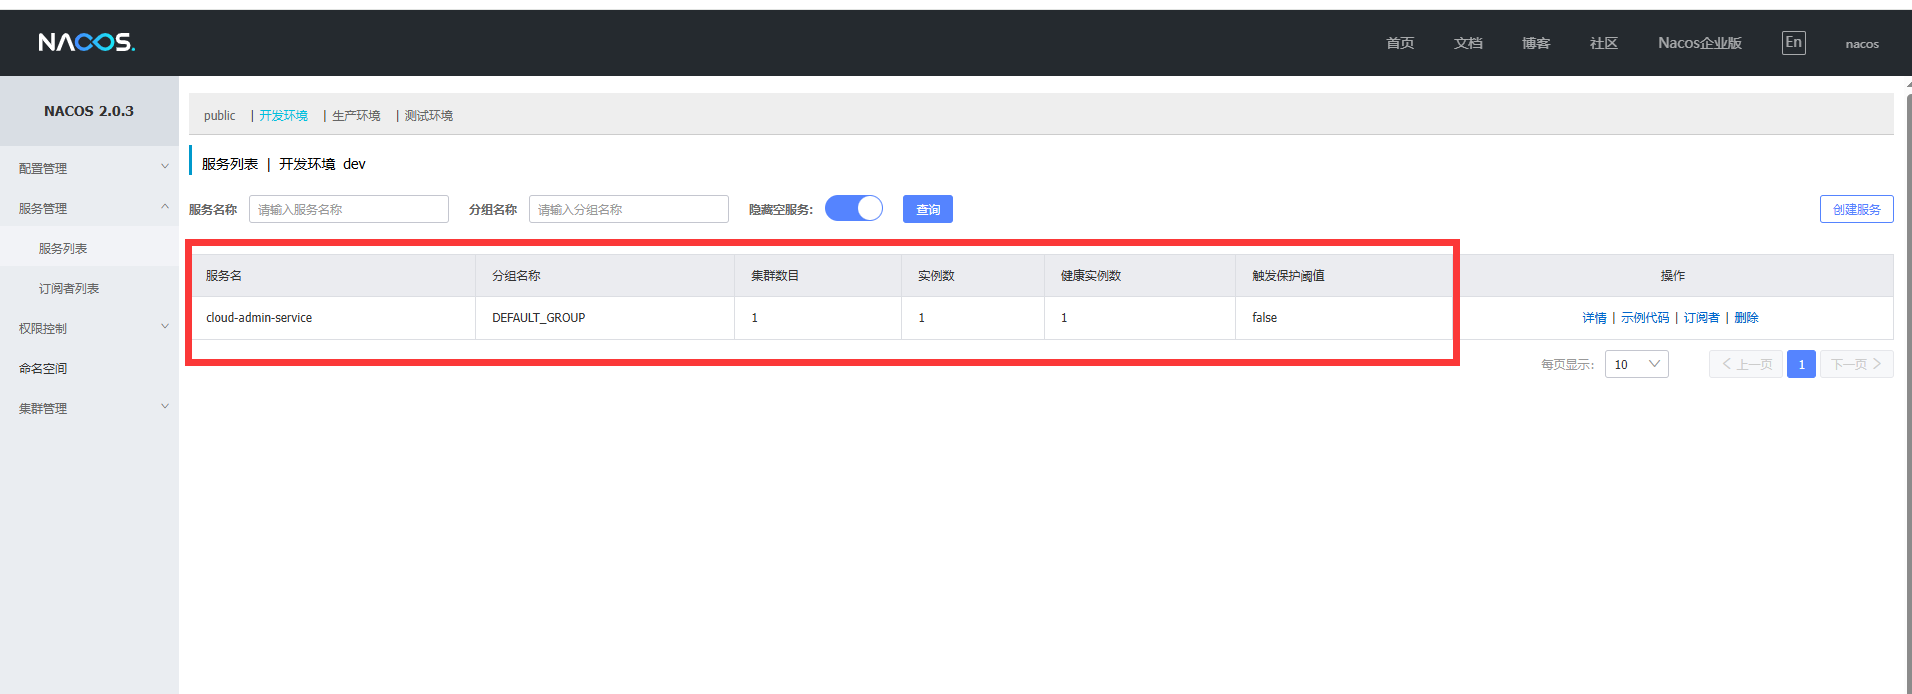 NACOS.
首页 文档 博客 社区 Nacos企业版 En nacos
NACOS 2.0.3
配置管理
服务管理
服务列表
订阅者列表
权限控制
命名空间
集群管理
public | 开发环境 | 生产环境 | 测试环境
服务列表 | 开发环境 dev
服务名称 请输入服务名称 分组名称 请输入分组名称 隐藏空服务: 查询 创建服务
服务名 分组名称 集群数目 实例数 健康实例数 触发保护阈值 操作
cloud-admin-service DEFAULT_GROUP 1 1 1 false 详情 | 示例代码 | 订阅者 | 删除
每页显示: 10 上一页 1 下一页